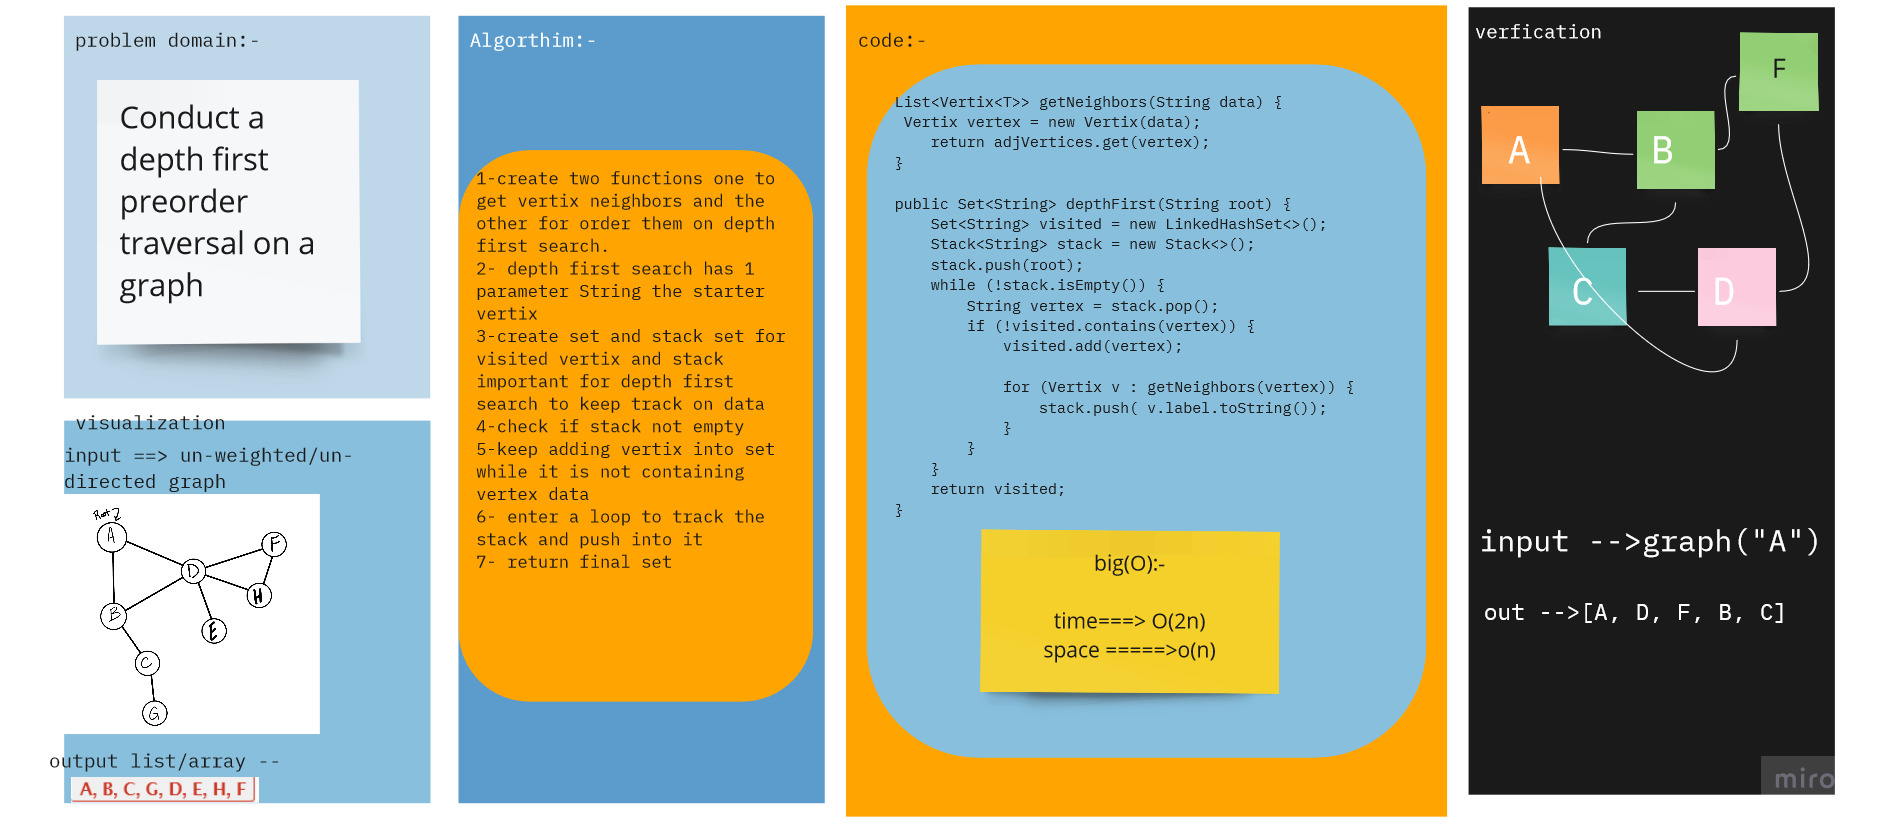 problem domain:-
Conduct a
depth first
preorder
traversal on a
graph
visualization
input ==> un-weighted/un-
directed graph
Root
A
F
D
H
B
E
C
G
output list/array --
A, B, C, G, D, E, H, F
Algorthim:-
1-create two functions one to
get vertix neighbors and the
other for order them on depth
first search.
2- depth first search has 1
parameter String the starter
vertix
3-create set and stack set for
visited vertix and stack
important for depth first
search to keep track on data
4-check if stack not empty
5-keep adding vertix into set
while it is not containing
vertex data
6- enter a loop to track the
stack and push into it
7- return final set
code:-
List<Vertix<T>> getNeighbors(String data) {
Vertix vertex = new Vertix(data);
return adjVertices.get(vertex);
}
public Set<String> depthFirst(String root) {
Set<String> visited = new LinkedHashSet<>();
Stack<String> stack = new Stack<>();
stack.push(root);
while (!stack.isEmpty()) {
String vertex = stack.pop();
if (!visited.contains(vertex)) {
visited.add(vertex);
for (Vertix v : getNeighbors(vertex)) {
stack.push( v.label.toString());
}
}
}
return visited;
}
big(O):-
time===> O(2n)
space =====>o(n)
verfication
F
A
B
C
D
input -->graph("A")
out -->[A, D, F, B, C]
miro